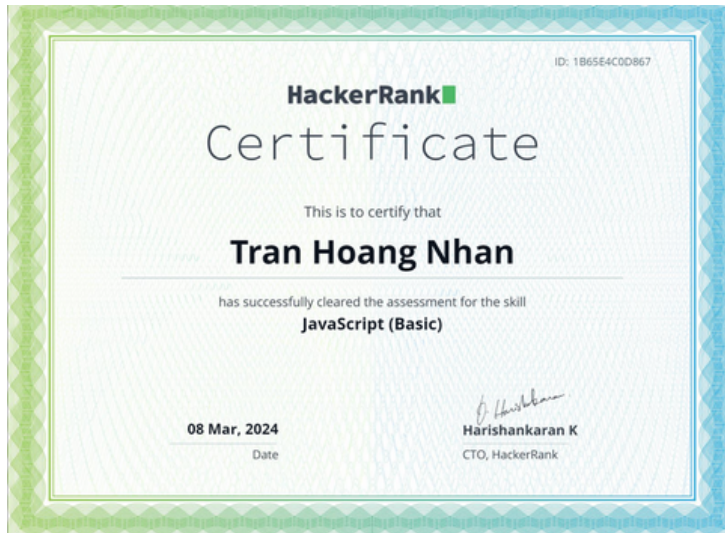 ID: 1B65E4C0D867
HackerRank
Certificate
This is to certify that
Tran Hoang Nhan
has successfully cleared the assessment for the skill
JavaScript (Basic)
08 Mar, 2024
Date
Harishankaran K
CTO, HackerRank